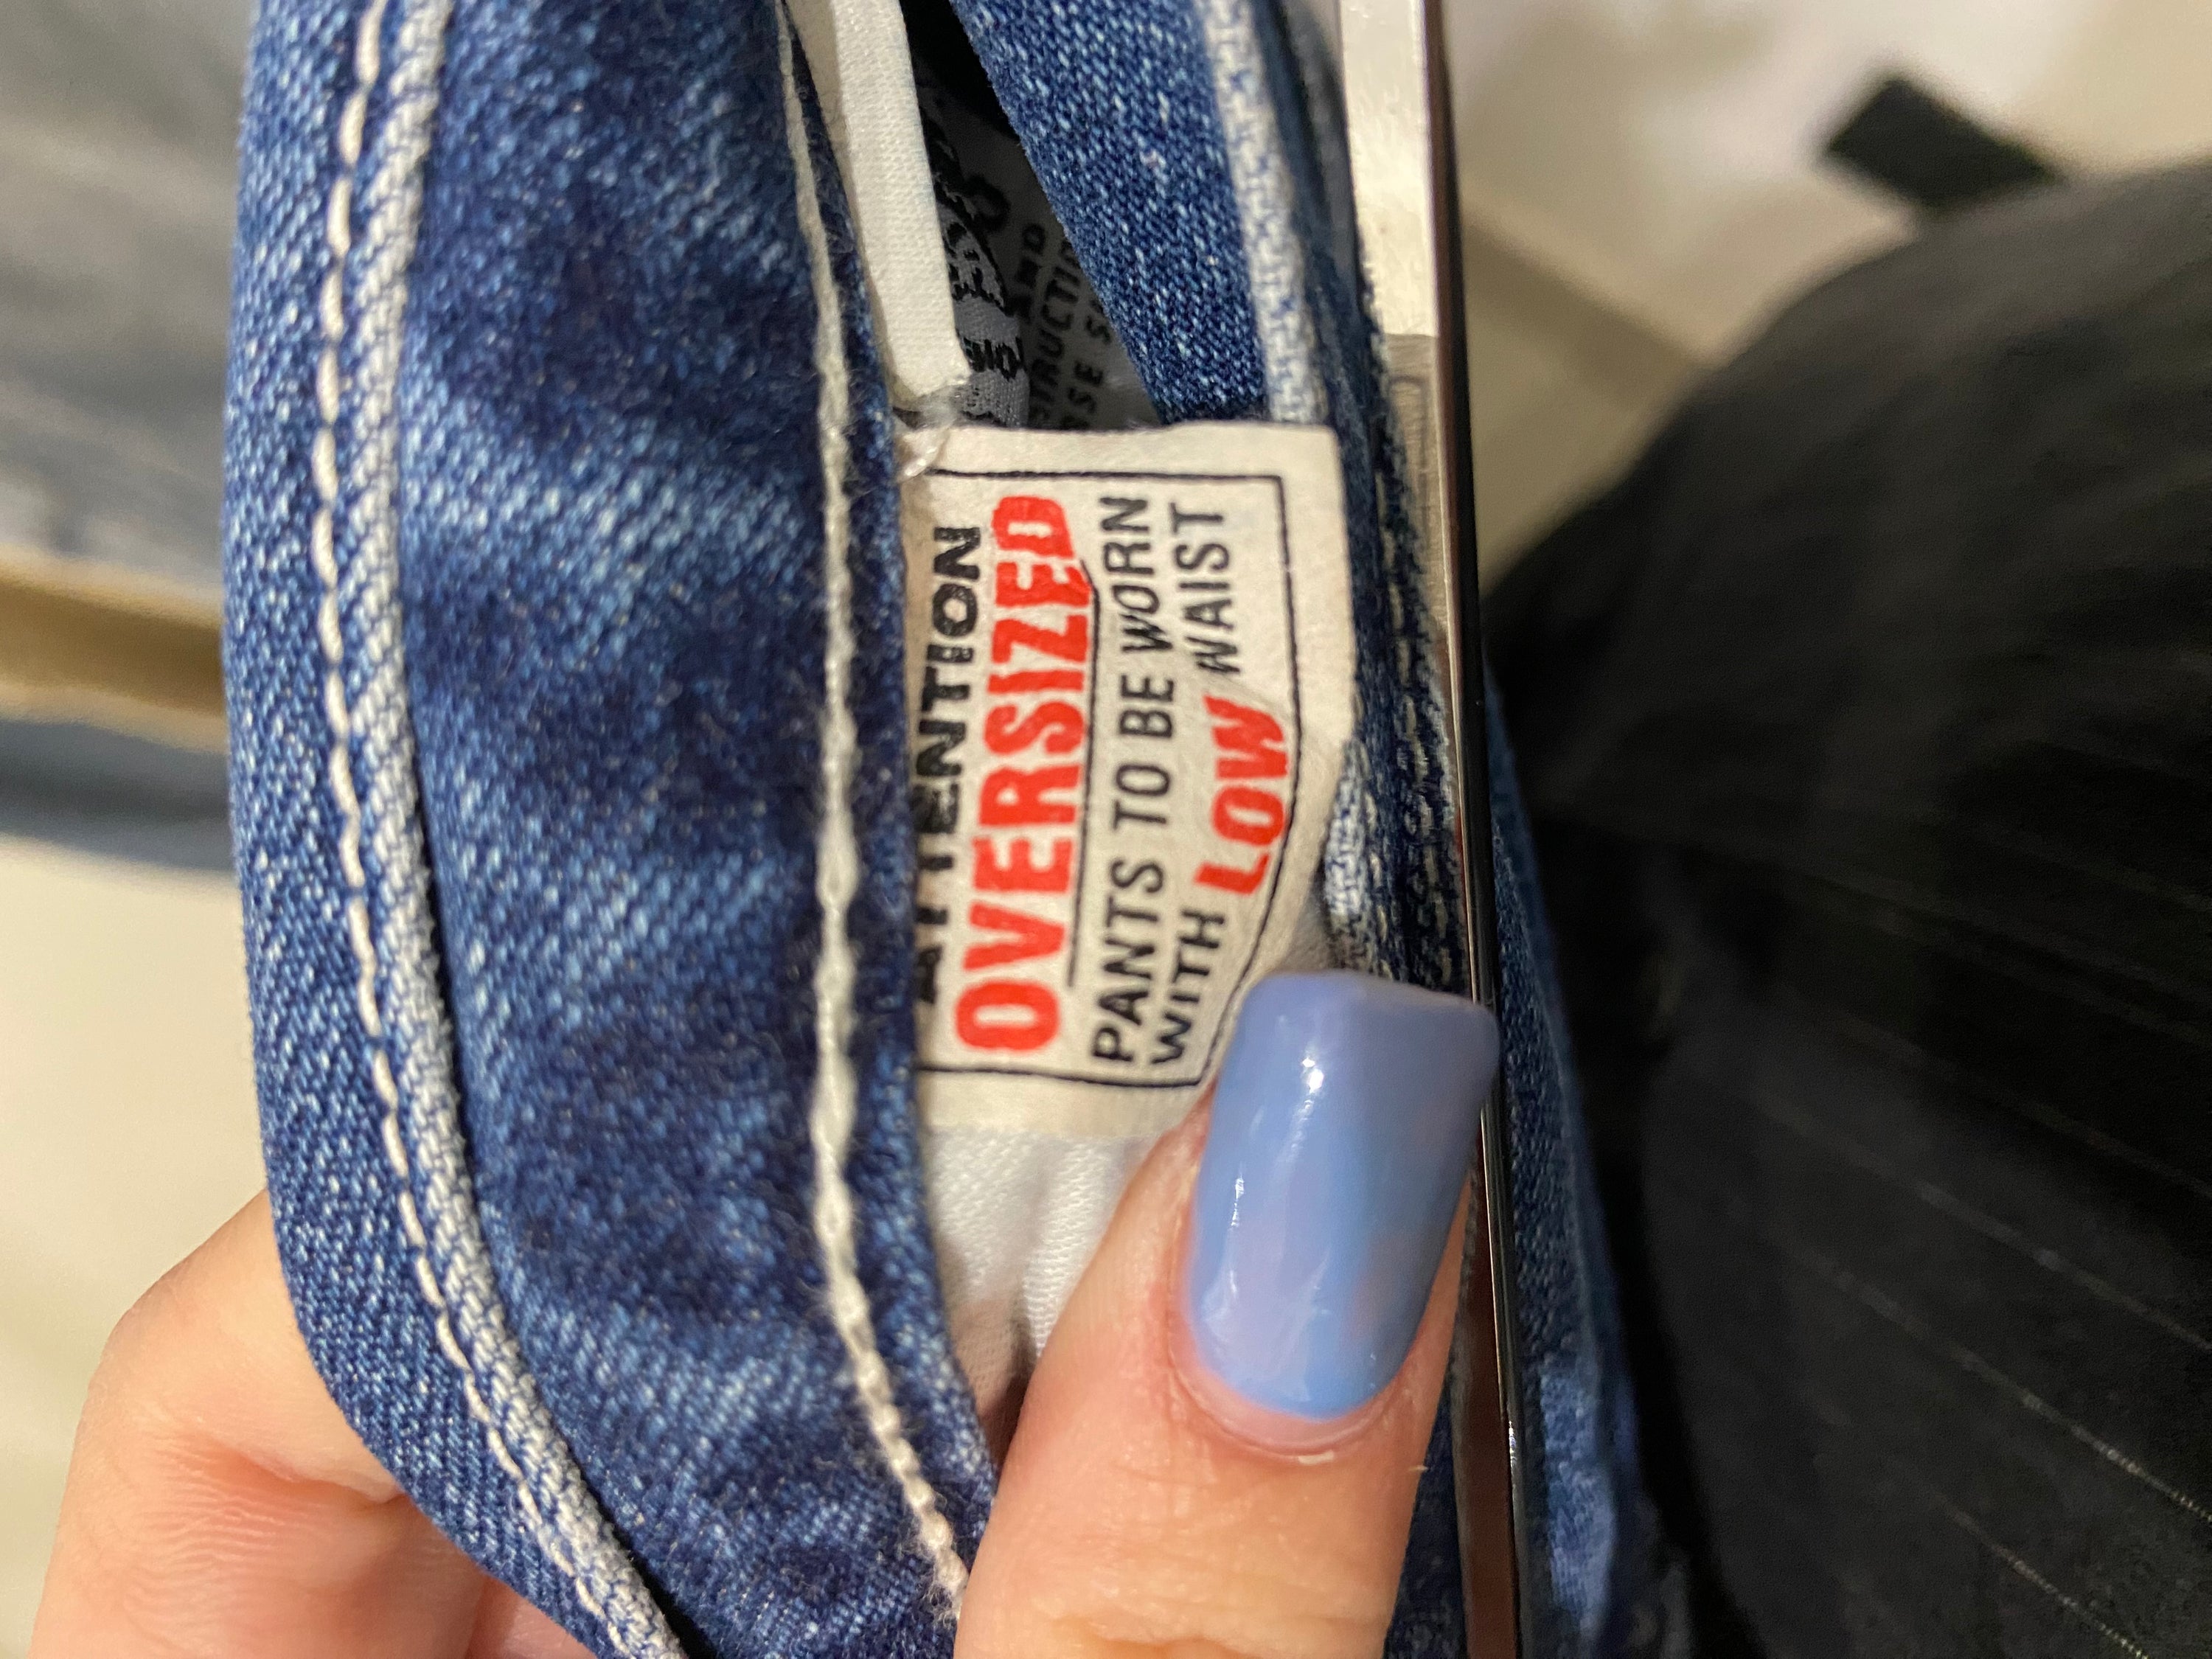 ATTENTION
OVERSIZED
PANTS TO BE WORN
WITH LOW WAIST